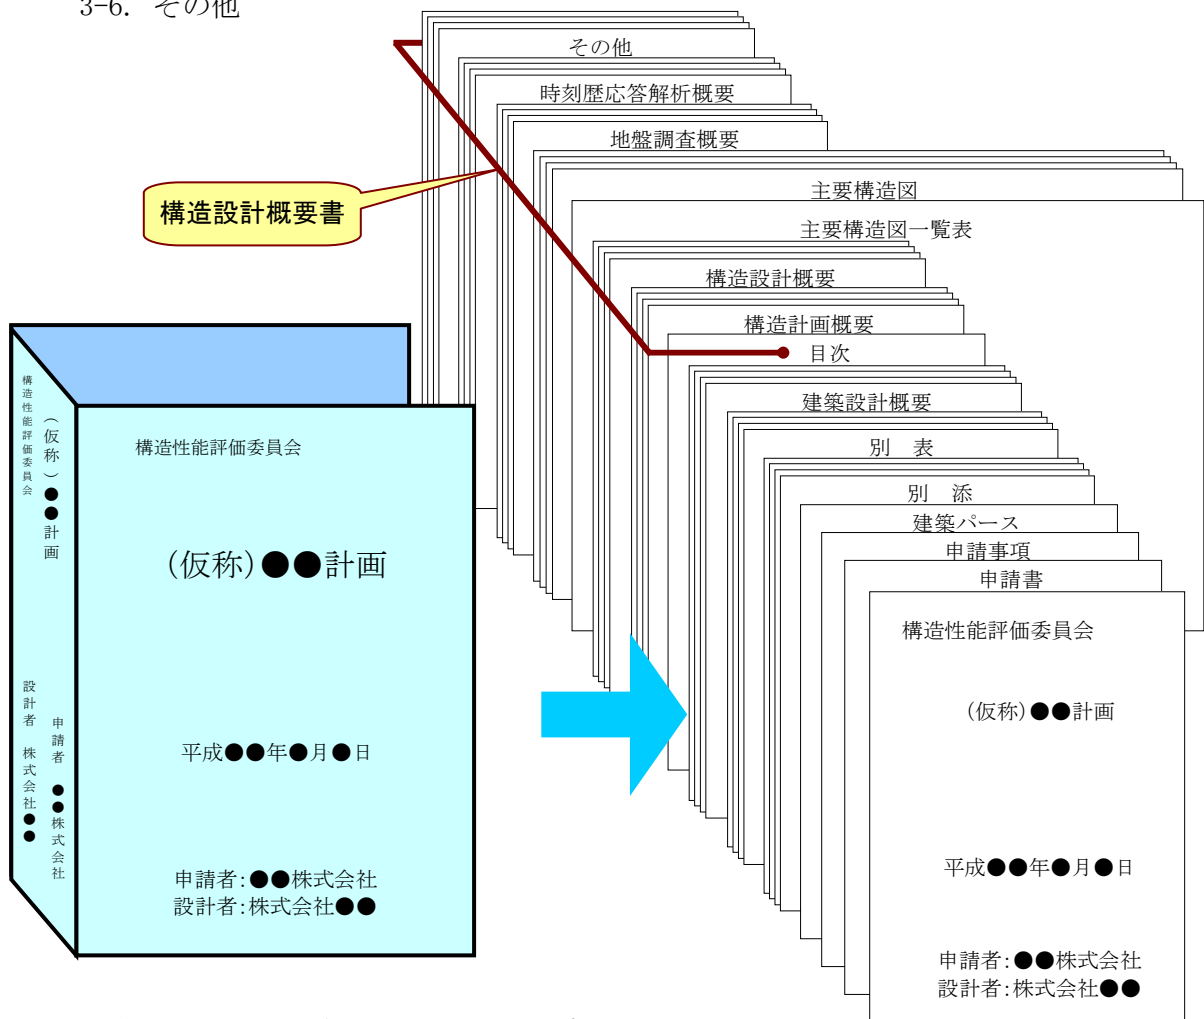 3-6. その他
その他
時刻歴応答解析概要
地盤調査概要
主要構造図
主要構造図一覧表
構造設計概要
構造計画概要
目次
建築設計概要
別　表
別　添
建築パース
申請事項
申請書
構造設計概要書
構造性能評価委員会
(仮称)●●計画
設計者　株式会社●●
申請者　●●株式会社
構造性能評価委員会
(仮称)●●計画
平成●●年●月●日
申請者:●●株式会社
設計者:株式会社●●
構造性能評価委員会
(仮称)●●計画
平成●●年●月●日
申請者:●●株式会社
設計者:株式会社●●